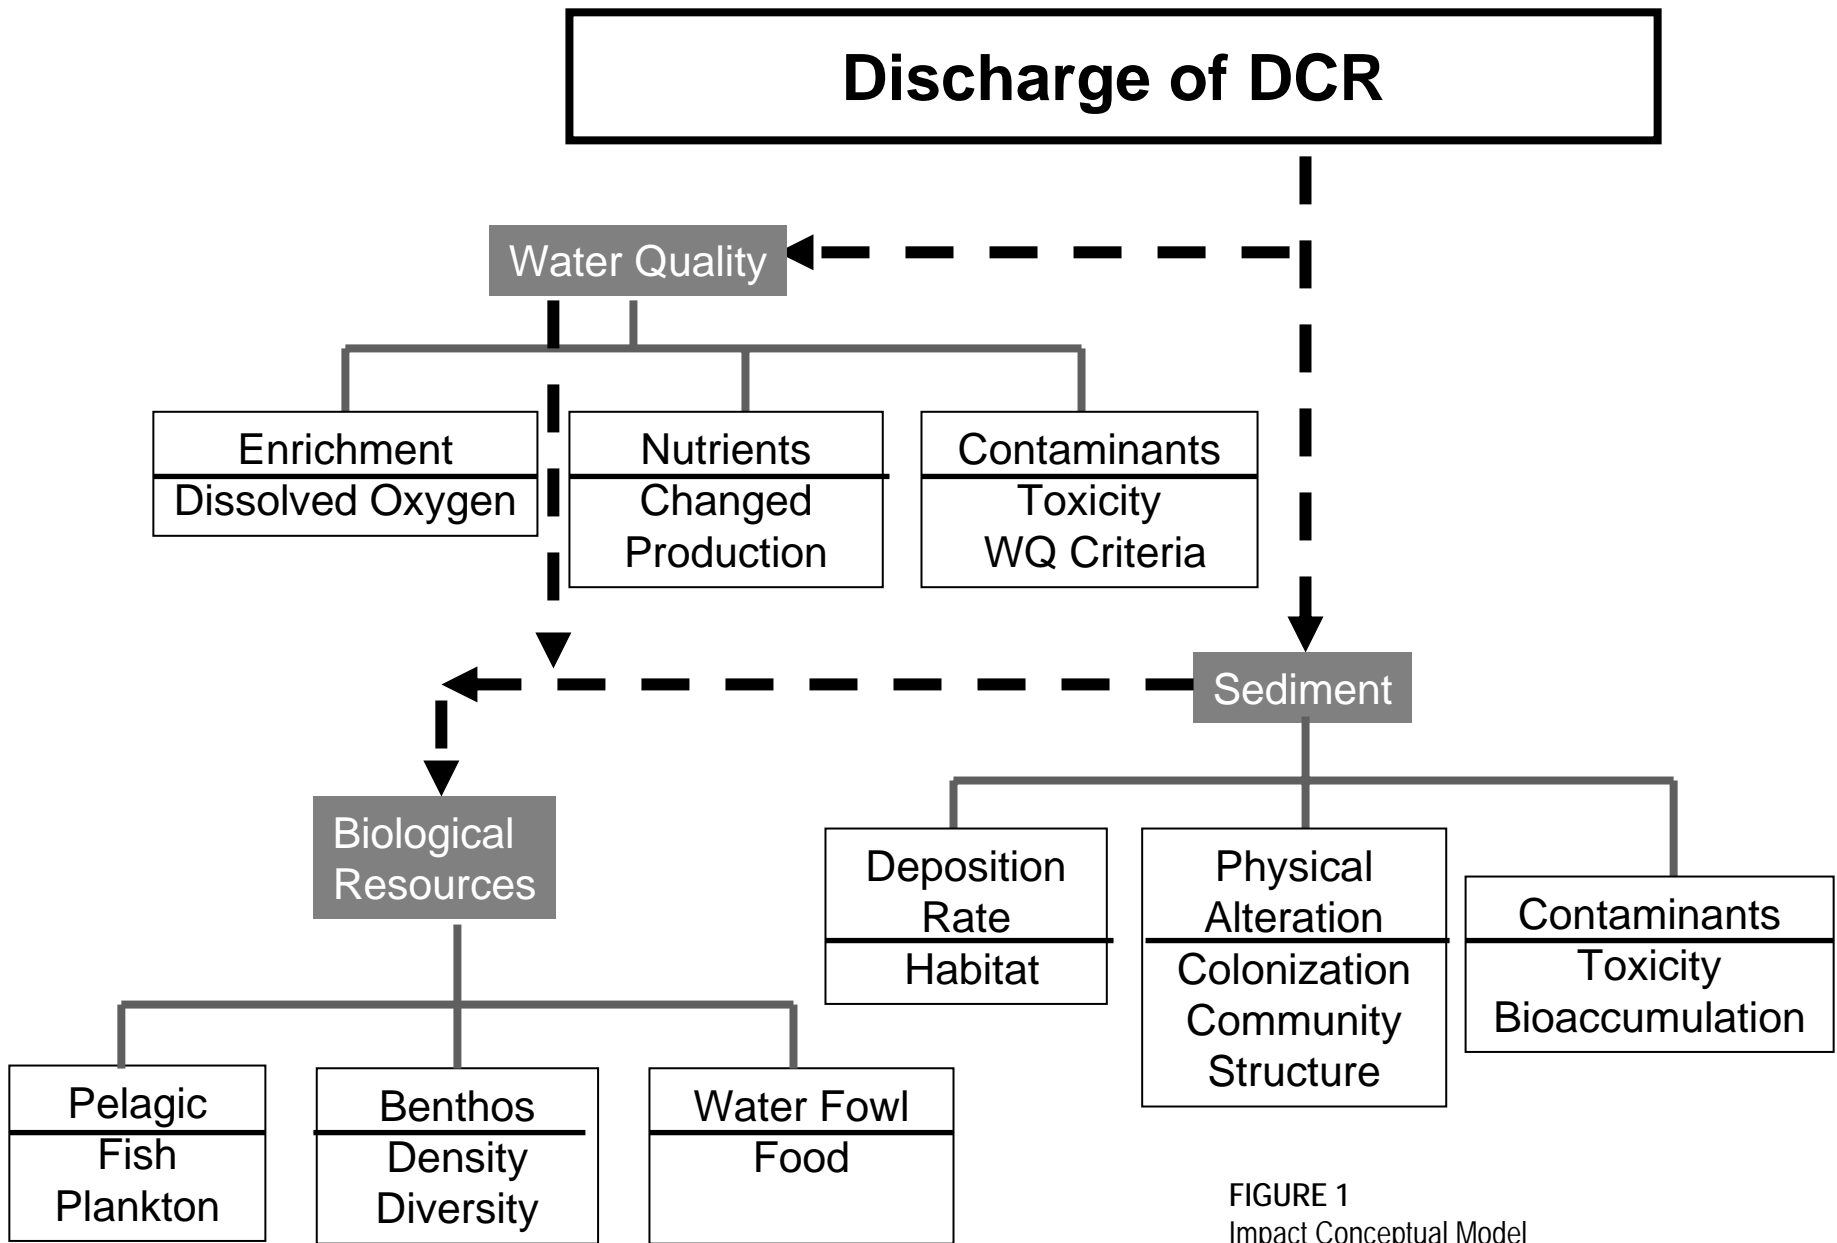 Discharge of DCR
Water Quality
Enrichment
Dissolved Oxygen
Nutrients
Changed
Production
Contaminants
Toxicity
WQ Criteria
Sediment
Biological
Resources
Deposition
Rate
Habitat
Physical
Alteration
Colonization
Community
Structure
Contaminants
Toxicity
Bioaccumulation
Pelagic
Fish
Plankton
Benthos
Density
Diversity
Water Fowl
Food
FIGURE 1
Impact Conceptual Model